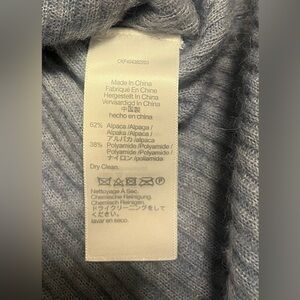 Made In China
Fabriqué En Chine
Hergestellt In China
Vervaardigd In China
中国製
hecho en china
62% Alpaca /Alpaga /
Alpaka /Alpaca /
アルパカ /alpaca
38% Polyamide /Polyamide /
Polyamid /Polyamide /
ナイロン /poliamida
Dry Clean.
Nettoyage À Sec.
Chemisch Reinigung.
Chemisch Reinigen.
ドライクリーニングをして
ください。
lavar en seco.